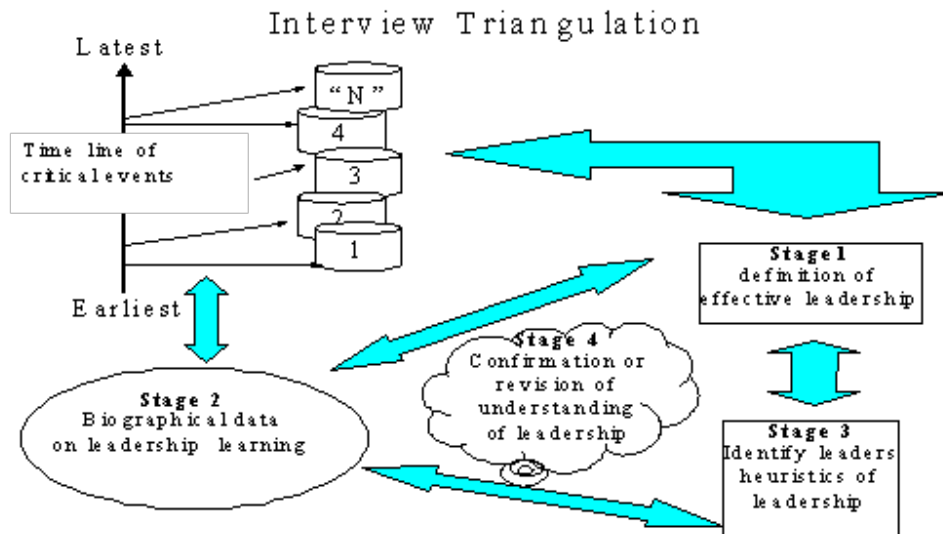 Interview Triangulation
Latest
"N"
4
Time line of
critical events
3
2
1
Earliest
Stage 1
definition of
effective leadership
Stage 4
Confirmation or
revision of
understanding
of leadership
Stage 2
Biographical data
on leadership learning
Stage 3
Identify leaders
heuristics of
leadership